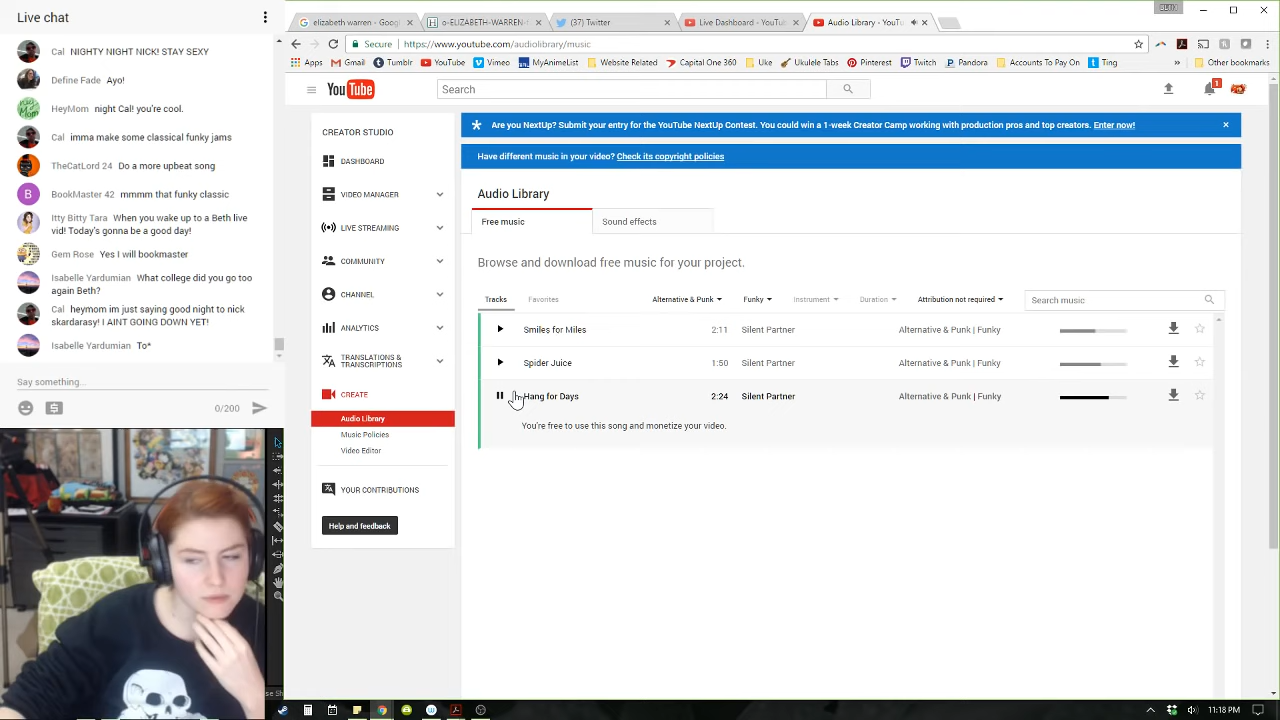 Live chat
Cal NIGHTY NIGHT NICK! STAY SEXY
Define Fade Ayo!
HeyMom night Cal! you're cool.
Cal imma make some classical funky jams
TheCatLord 24 Do a more upbeat song
B BookMaster 42 mmmm that funky classic
Itty Bitty Tara When you wake up to a Beth live
vid! Today's gonna be a good day!
Gem Rose Yes I will bookmaster
Isabelle Yardumian What college did you go too
again Beth?
Cal heymom im just saying good night to nick
skardarasy! I AINT GOING DOWN YET!
Isabelle Yardumian To*
Say something...
0/200
elizabeth warren - Googl
o-ELIZABETH-WARREN-f
(37) Twitter
Live Dashboard - YouTub
Audio Library - YouTu
Secure https://www.youtube.com/audiolibrary/music
Apps Gmail Tumblr YouTube Vimeo MyAnimeList Website Related Capital One 360 Uke Ukulele Tabs Pinterest Twitch Pandora Accounts To Pay On Ting » Other bookmarks
YouTube
Search
1
CREATOR STUDIO
DASHBOARD
VIDEO MANAGER
LIVE STREAMING
COMMUNITY
CHANNEL
ANALYTICS
TRANSLATIONS &
TRANSCRIPTIONS
CREATE
Audio Library
Music Policies
Video Editor
YOUR CONTRIBUTIONS
Help and feedback
Are you NextUp? Submit your entry for the YouTube NextUp Contest. You could win a 1-week Creator Camp working with production pros and top creators. Enter now!
Have different music in your video? Check its copyright policies
Audio Library
Free music Sound effects
Browse and download free music for your project.
Tracks Favorites Alternative & Punk Funky Instrument Duration Attribution not required Search music
Smiles for Miles 2:11 Silent Partner Alternative & Punk | Funky
Spider Juice 1:50 Silent Partner Alternative & Punk | Funky
Hang for Days 2:24 Silent Partner Alternative & Punk | Funky
You're free to use this song and monetize your video.
11:18 PM